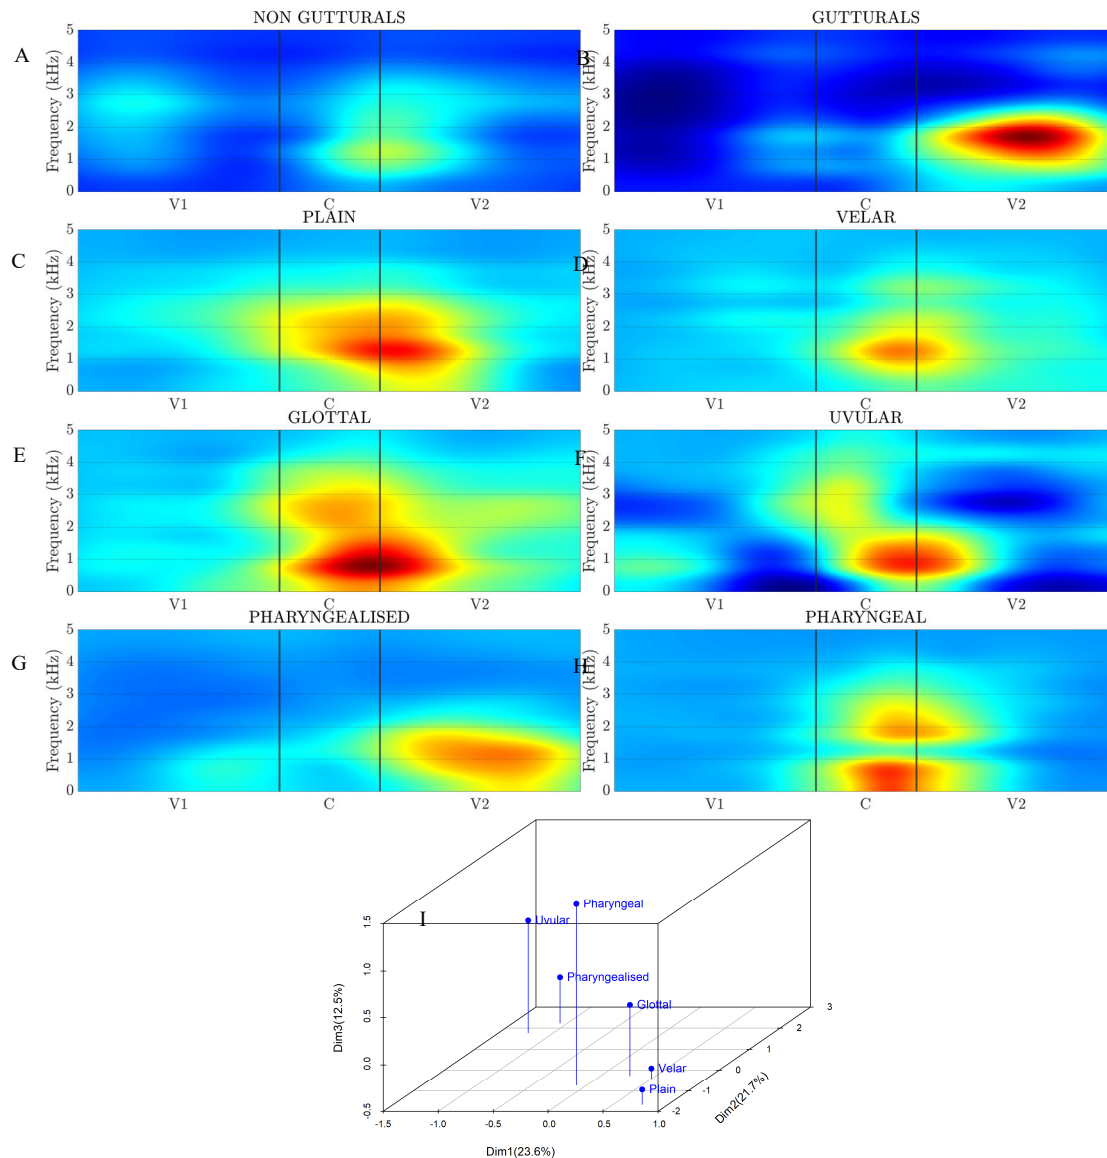 NON GUTTURALS
GUTTURALS
A
B
Frequency (kHz)
5
4
3
2
1
0
V1
C
V2
Frequency (kHz)
5
4
3
2
1
0
V1
C
V2
PLAIN
VELAR
C
D
Frequency (kHz)
5
4
3
2
1
0
V1
C
V2
Frequency (kHz)
5
4
3
2
1
0
V1
C
V2
GLOTTAL
UVULAR
E
F
Frequency (kHz)
5
4
3
2
1
0
V1
C
V2
Frequency (kHz)
5
4
3
2
1
0
V1
C
V2
PHARYNGEALISED
PHARYNGEAL
G
H
Frequency (kHz)
5
4
3
2
1
0
V1
C
V2
Frequency (kHz)
5
4
3
2
1
0
V1
C
V2
I
Pharyngeal
Uvular
Pharyngealised
Glottal
Velar
Plain
Dim3(12.5%)
1.5
1.0
0.5
0.0
-0.5
-1.5
-1.0
-0.5
0.0
0.5
1.0
Dim1(23.6%)
-2
-1
0
1
2
3
Dim2(21.7%)